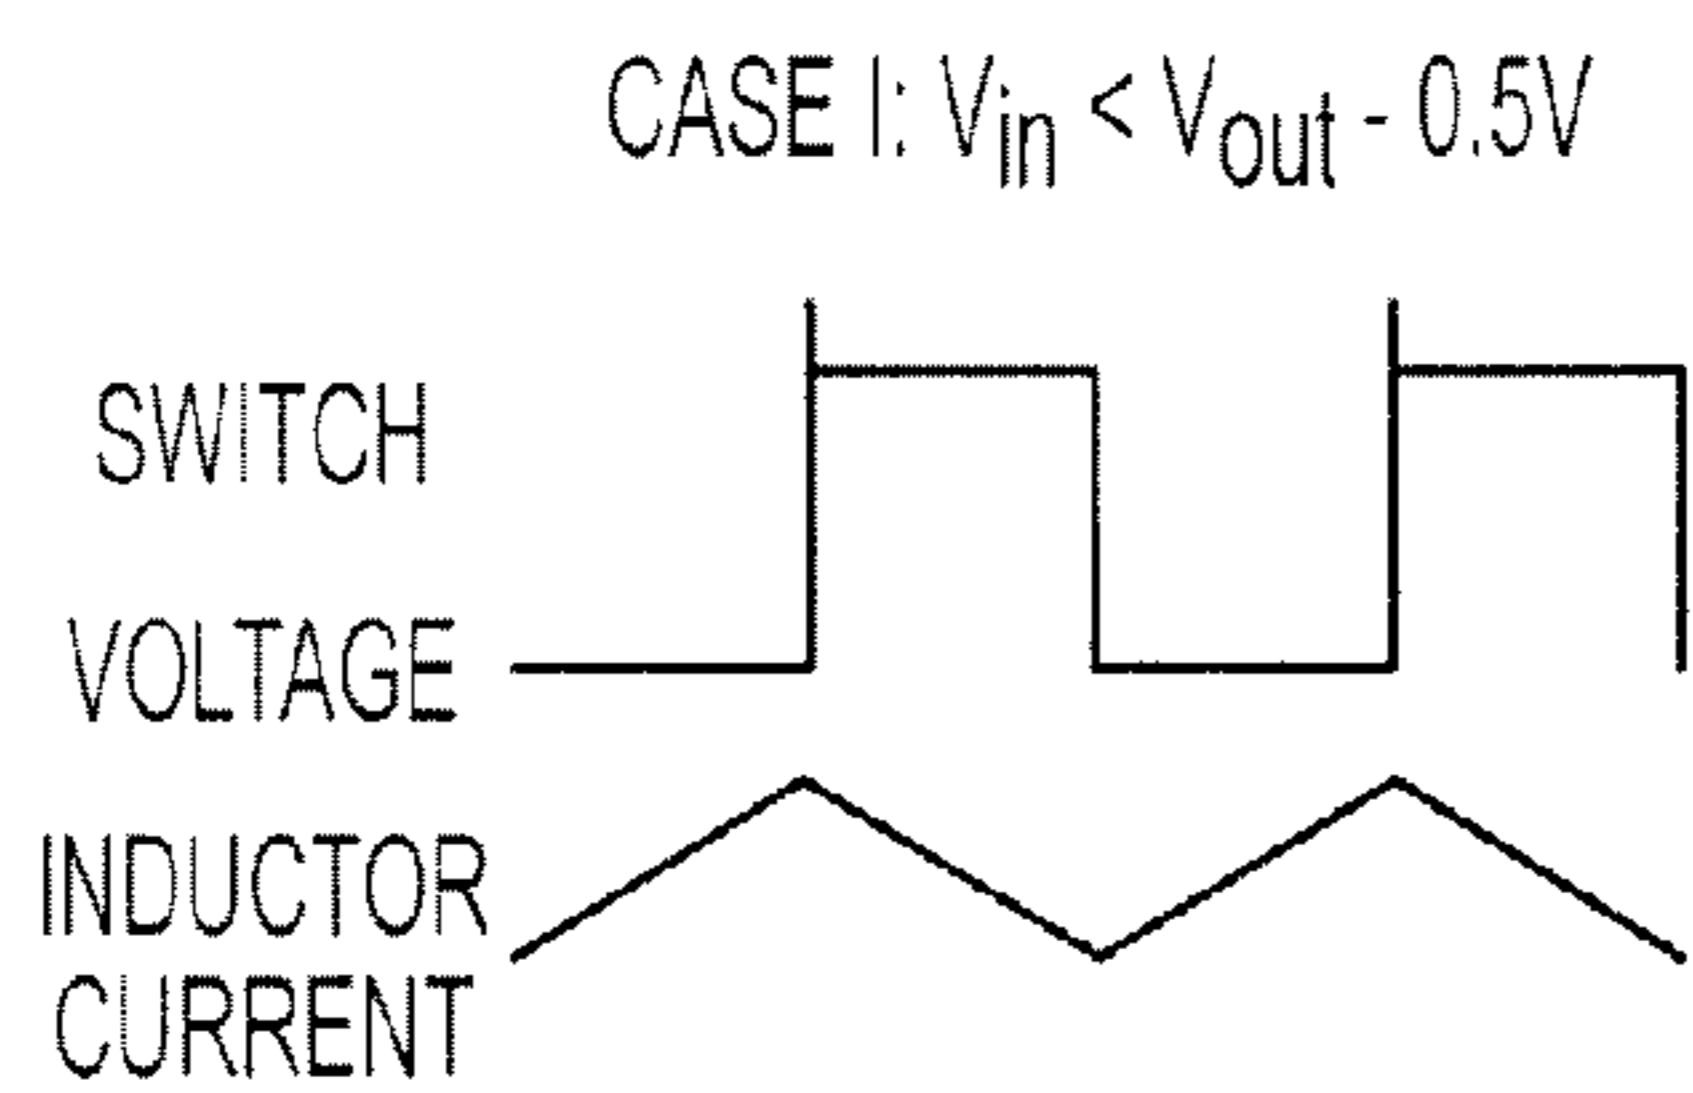 CASE I: Vin < Vout - 0.5V
SWITCH
VOLTAGE
INDUCTOR
CURRENT